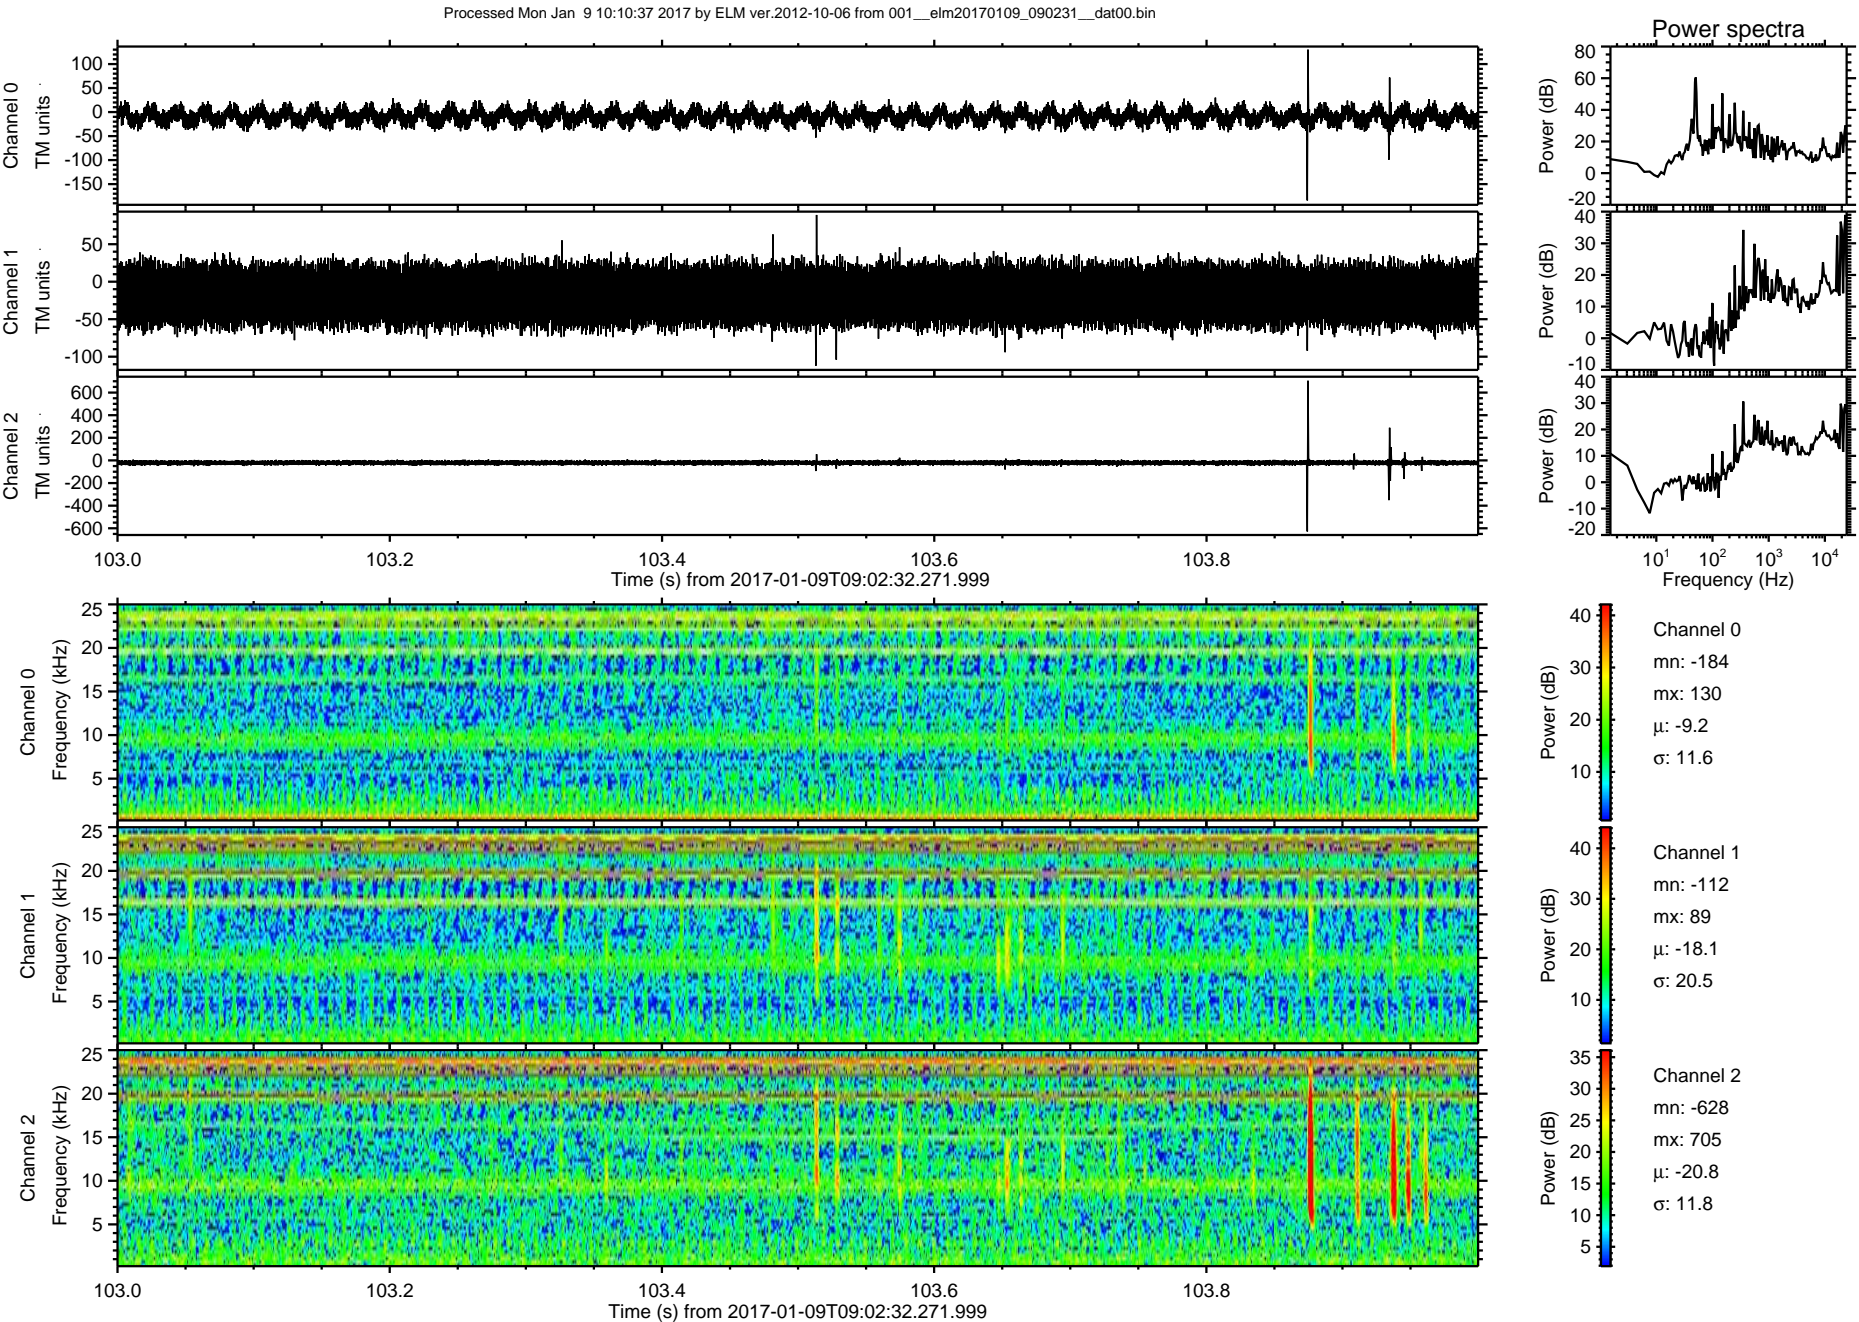 Processed Mon Jan  9 10:10:37 2017 by ELM ver.2012-10-06 from 001__elm20170109_090231__dat00.bin
Power spectra
Channel 0
TM units
100
50
0
-50
-100
-150
Power (dB)
80
60
40
20
0
-20
Channel 1
TM units
50
0
-50
-100
Power (dB)
40
30
20
10
0
-10
Channel 2
TM units
600
400
200
0
-200
-400
-600
Power (dB)
40
30
20
10
0
-10
-20
103.0 103.2 103.4 103.6 103.8
Time (s) from 2017-01-09T09:02:32.271.999
10¹ 10² 10³ 10⁴
Frequency (Hz)
Channel 0
Frequency (kHz)
25
20
15
10
5
Power (dB)
40
30
20
10
Channel 0
mn: -184
mx: 130
μ: -9.2
σ: 11.6
Channel 1
Frequency (kHz)
25
20
15
10
5
Power (dB)
40
30
20
10
Channel 1
mn: -112
mx: 89
μ: -18.1
σ: 20.5
Channel 2
Frequency (kHz)
25
20
15
10
5
Power (dB)
35
30
25
20
15
10
5
Channel 2
mn: -628
mx: 705
μ: -20.8
σ: 11.8
103.0 103.2 103.4 103.6 103.8
Time (s) from 2017-01-09T09:02:32.271.999